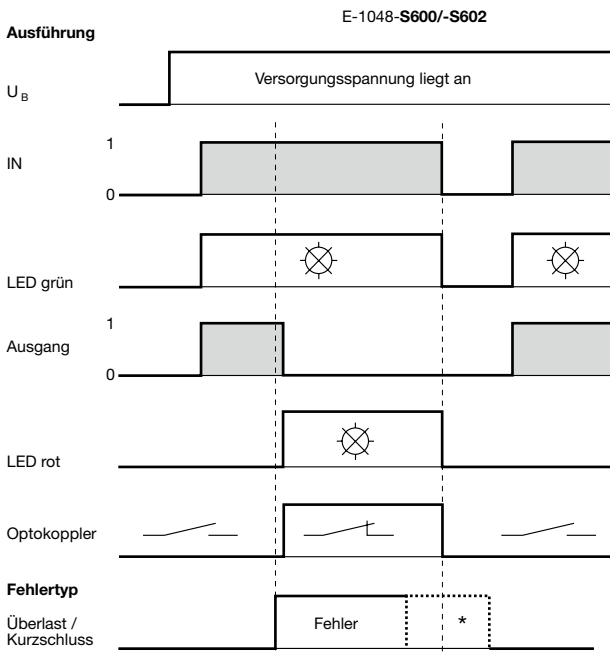 E-1048-S600/-S602
Ausführung
Versorgungsspannung liegt an
U B
1
IN
0
LED grün
1
Ausgang
0
LED rot
Optokoppler
Fehlertyp
Überlast /
Kurzschluss
Fehler
*